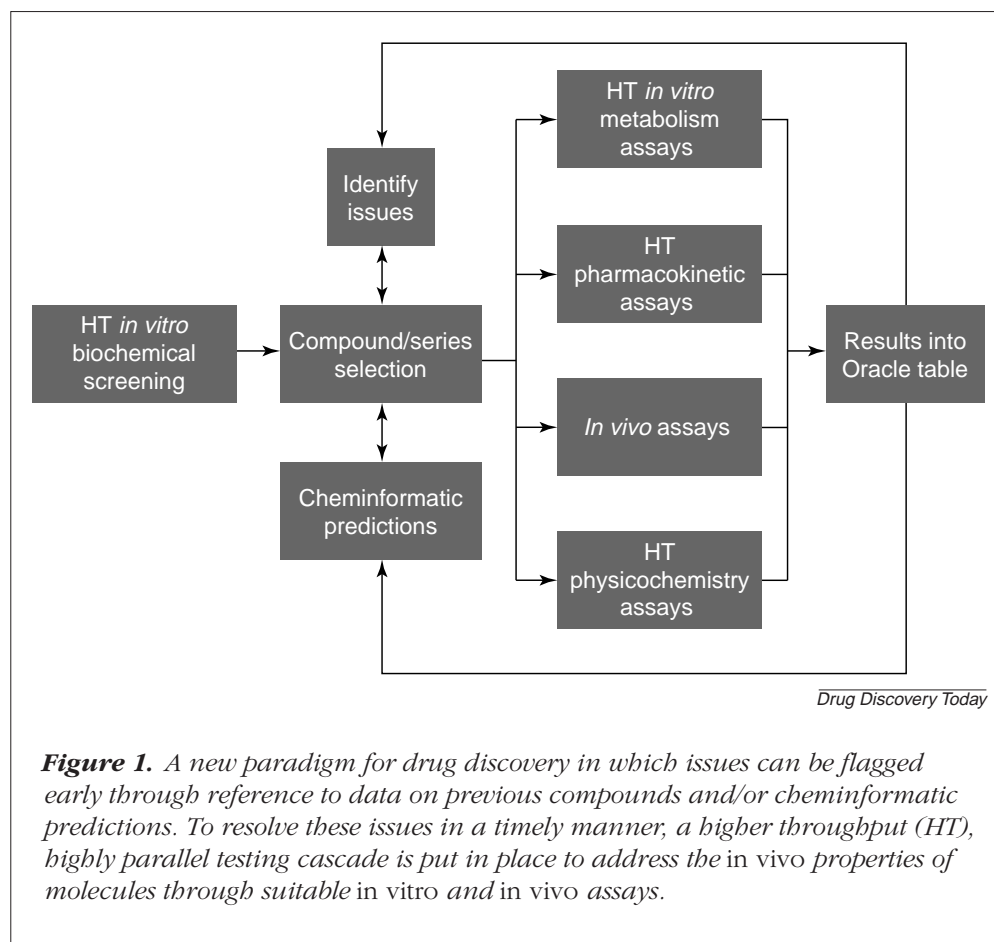 HT in vitro
metabolism
assays
Identify
issues
HT
pharmacokinetic
assays
HT in vitro
biochemical
screening
Compound/series
selection
Results into
Oracle table
In vivo assays
Cheminformatic
predictions
HT
physicochemistry
assays
Drug Discovery Today
Figure 1. A new paradigm for drug discovery in which issues can be flagged
early through reference to data on previous compounds and/or cheminformatic
predictions. To resolve these issues in a timely manner, a higher throughput (HT),
highly parallel testing cascade is put in place to address the in vivo properties of
molecules through suitable in vitro and in vivo assays.